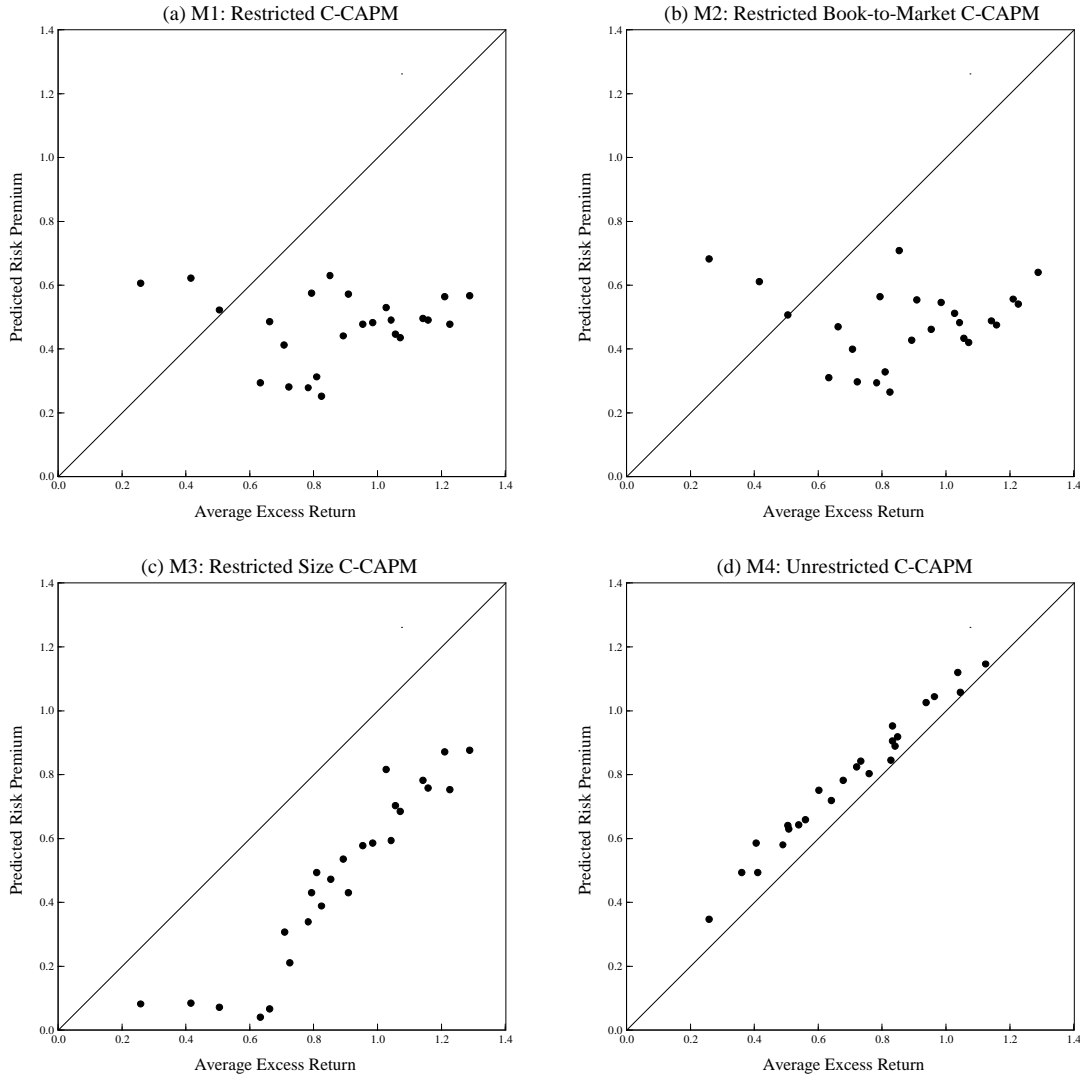 (a) M1: Restricted C-CAPM
1.4
1.2
1.0
0.8
0.6
0.4
0.2
0.0
Predicted Risk Premium
0.0 0.2 0.4 0.6 0.8 1.0 1.2 1.4
Average Excess Return
(b) M2: Restricted Book-to-Market C-CAPM
1.4
1.2
1.0
0.8
0.6
0.4
0.2
0.0
Predicted Risk Premium
0.0 0.2 0.4 0.6 0.8 1.0 1.2 1.4
Average Excess Return
(c) M3: Restricted Size C-CAPM
1.4
1.2
1.0
0.8
0.6
0.4
0.2
0.0
Predicted Risk Premium
0.0 0.2 0.4 0.6 0.8 1.0 1.2 1.4
Average Excess Return
(d) M4: Unrestricted C-CAPM
1.4
1.2
1.0
0.8
0.6
0.4
0.2
0.0
Predicted Risk Premium
0.0 0.2 0.4 0.6 0.8 1.0 1.2 1.4
Average Excess Return